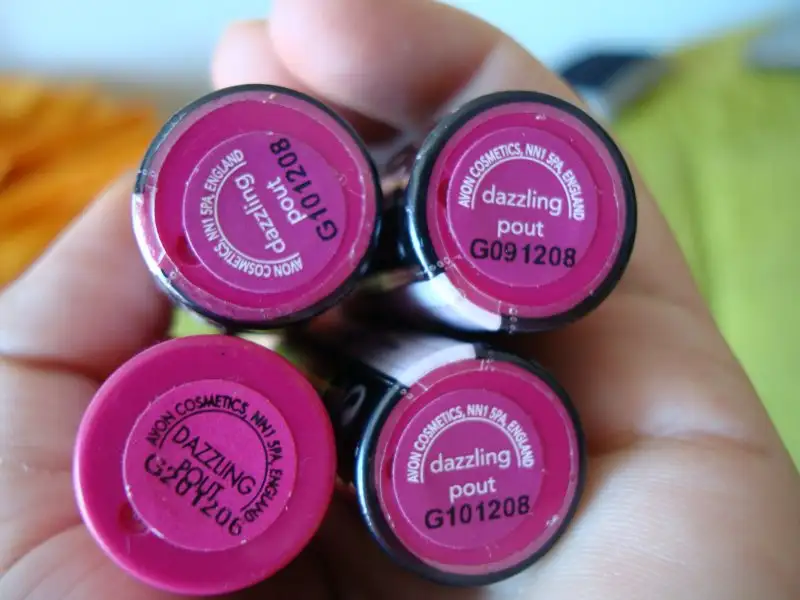 AVON COSMETICS, NN1 5PA, ENGLAND
dazzling
pout
G101208
AVON COSMETICS, NN1 5PA, ENGLAND
dazzling
pout
G091208
AVON COSMETICS, NN1 5PA, ENGLAND
DAZZLING
POUT
G201206
AVON COSMETICS, NN1 5PA, ENGLAND
dazzling
pout
G101208